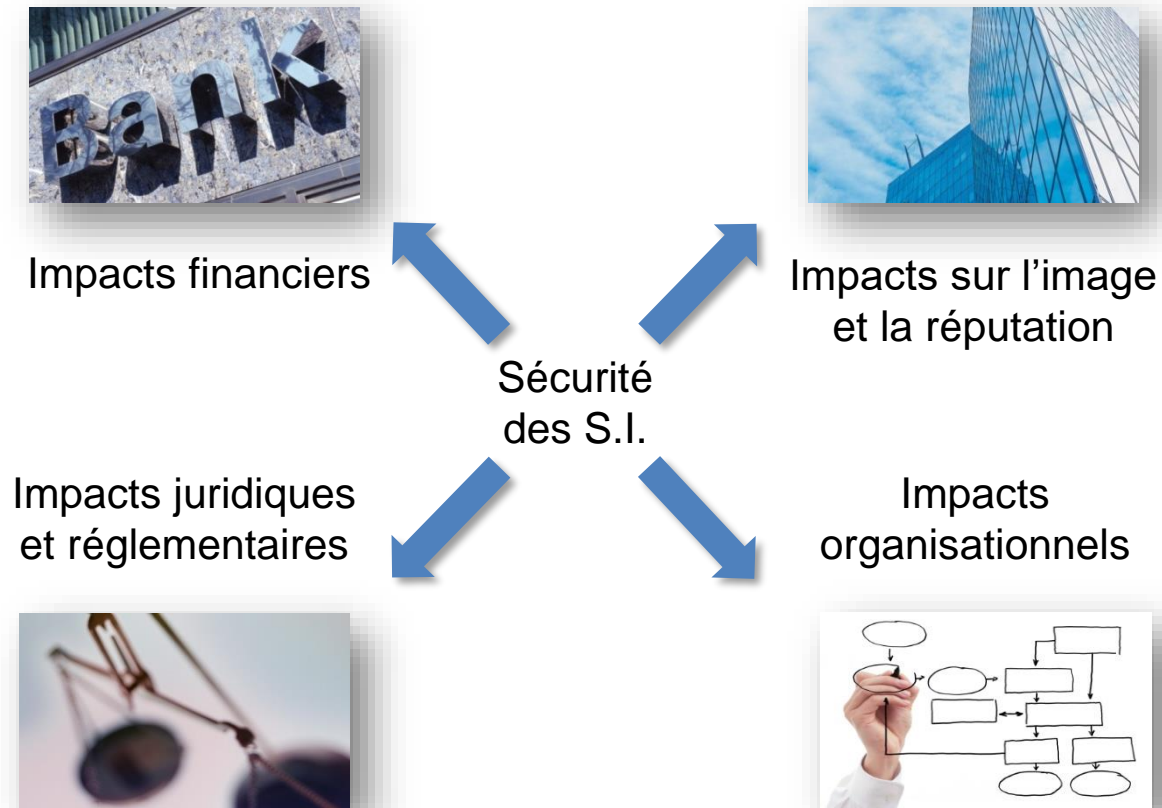 Bank
Impacts financiers
Impacts sur l’image
et la réputation
Sécurité
des S.I.
Impacts juridiques
et réglementaires
Impacts
organisationnels